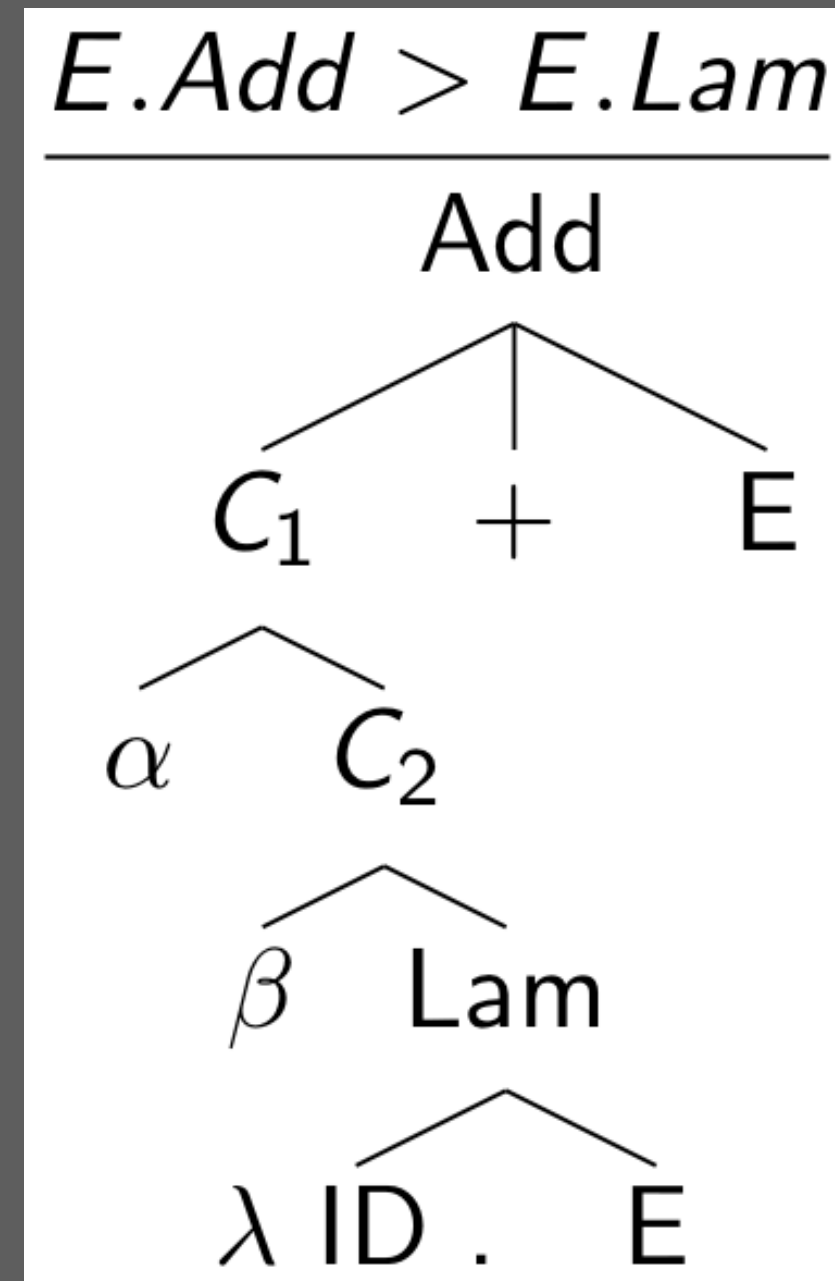 E.Add > E.Lam
Add
C₁ + E
α C₂
β Lam
λ ID . E